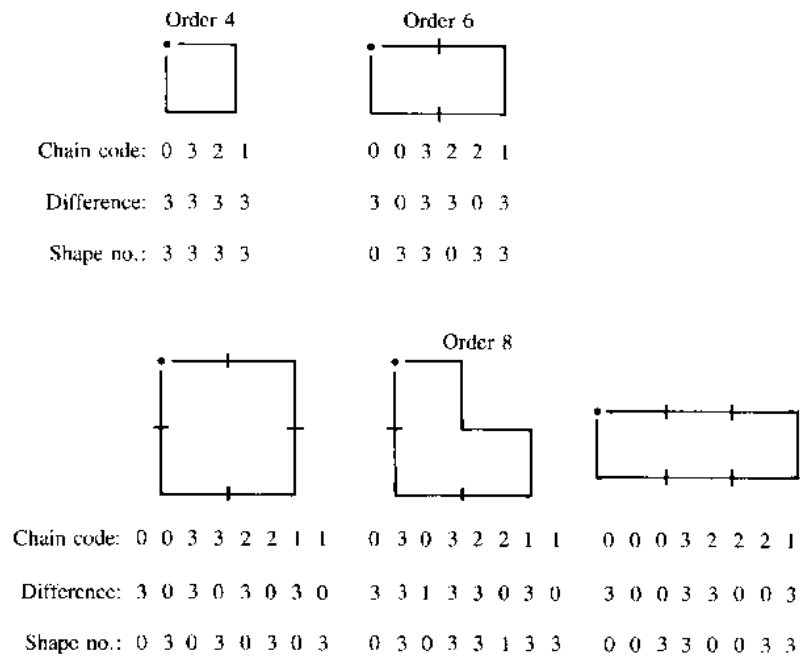 Order 4 Order 6
Chain code: 0 3 2 1 0 0 3 2 2 1
Difference: 3 3 3 3 3 0 3 3 0 3
Shape no.: 3 3 3 3 0 3 3 0 3 3
Order 8
Chain code: 0 0 3 3 2 2 1 1 0 3 0 3 2 2 1 1 0 0 0 3 2 2 2 1
Difference: 3 0 3 0 3 0 3 0 3 3 1 3 3 0 3 0 3 0 0 3 3 0 0 3
Shape no.: 0 3 0 3 0 3 0 3 0 3 0 3 3 1 3 3 0 0 3 3 0 0 3 3